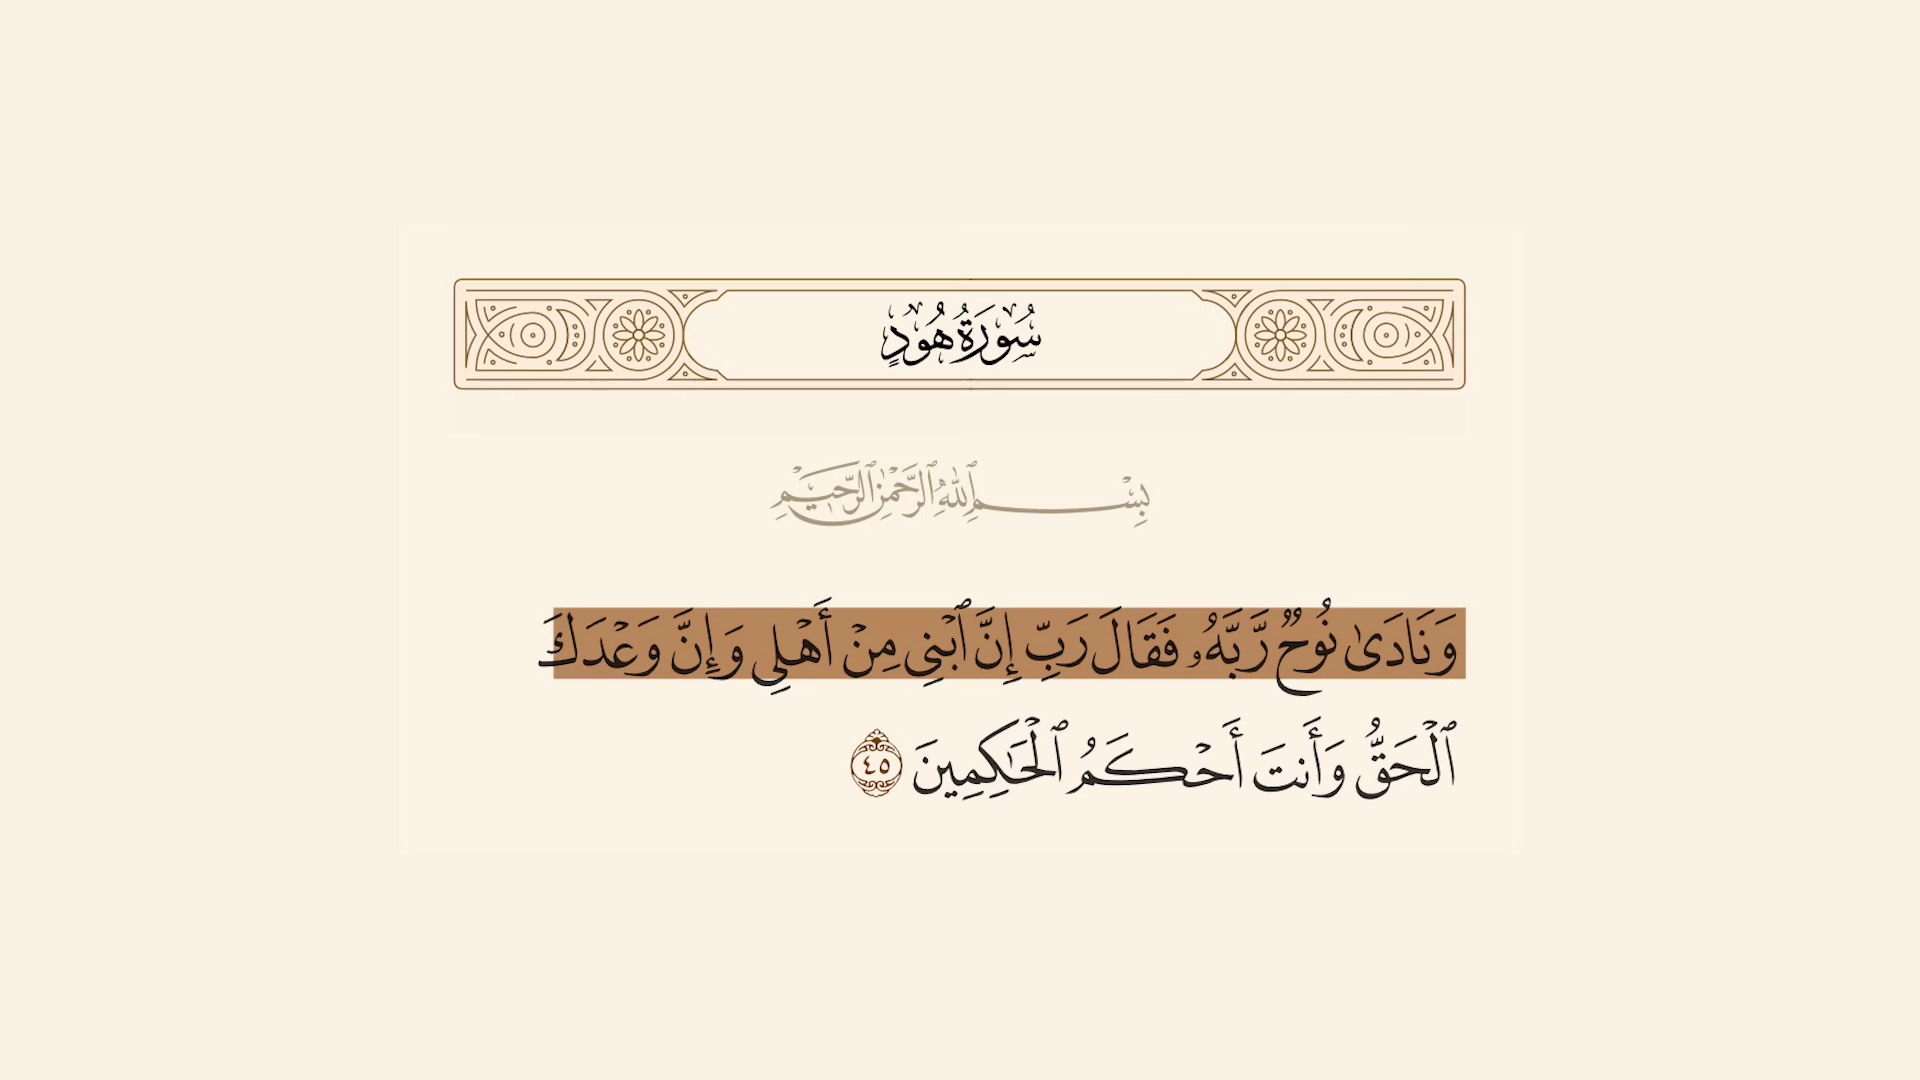 سُورَةُ هُودٍ
بِسْمِ ٱللَّهِ ٱلرَّحْمَٰنِ ٱلرَّحِيمِ
وَنَادَىٰ نُوحٌ رَّبَّهُۥ فَقَالَ رَبِّ إِنَّ ٱبْنِى مِنْ أَهْلِى وَإِنَّ وَعْدَكَ
ٱلْحَقُّ وَأَنتَ أَحْكَمُ ٱلْحَـٰكِمِينَ ٤٥